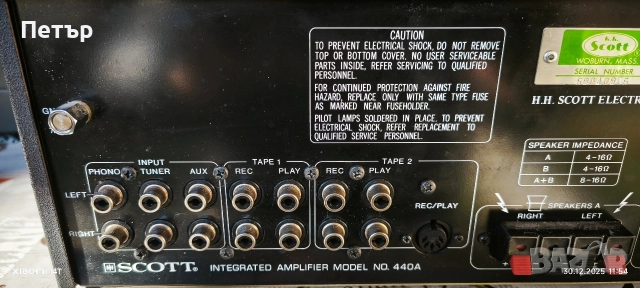 Петър
CAUTION
TO PREVENT ELECTRICAL SHOCK, DO NOT REMOVE
TOP OR BOTTOM COVER. NO USER SERVICEABLE
PARTS INSIDE, REFER SERVICING TO QUALIFIED
PERSONNEL.
FOR CONTINUED PROTECTION AGAINST FIRE
HAZARD, REPLACE ONLY WITH SAME TYPE FUSE
AS MARKED NEAR FUSEHOLDER.
PILOT LAMPS SOLDERED IN PLACE, TO PREVENT
ELECTRICAL SHOCK, REFER REPLACEMENT TO
QUALIFIED SERVICE PERSONNEL.
H.H.
Scott
WOBURN, MASS.
SERIAL NUMBER
H.H. SCOTT ELECTR
SPEAKER IMPEDANCE
A 4-16Ω
B 4-16Ω
A+B 8-16Ω
INPUT TAPE 1 TAPE 2
PHONO TUNER AUX REC PLAY REC PLAY
REC/PLAY
LEFT
RIGHT
SPEAKERS A
RIGHT LEFT
SCOTT. INTEGRATED AMPLIFIER MODEL NO. 440A
30.12.2025 11:54